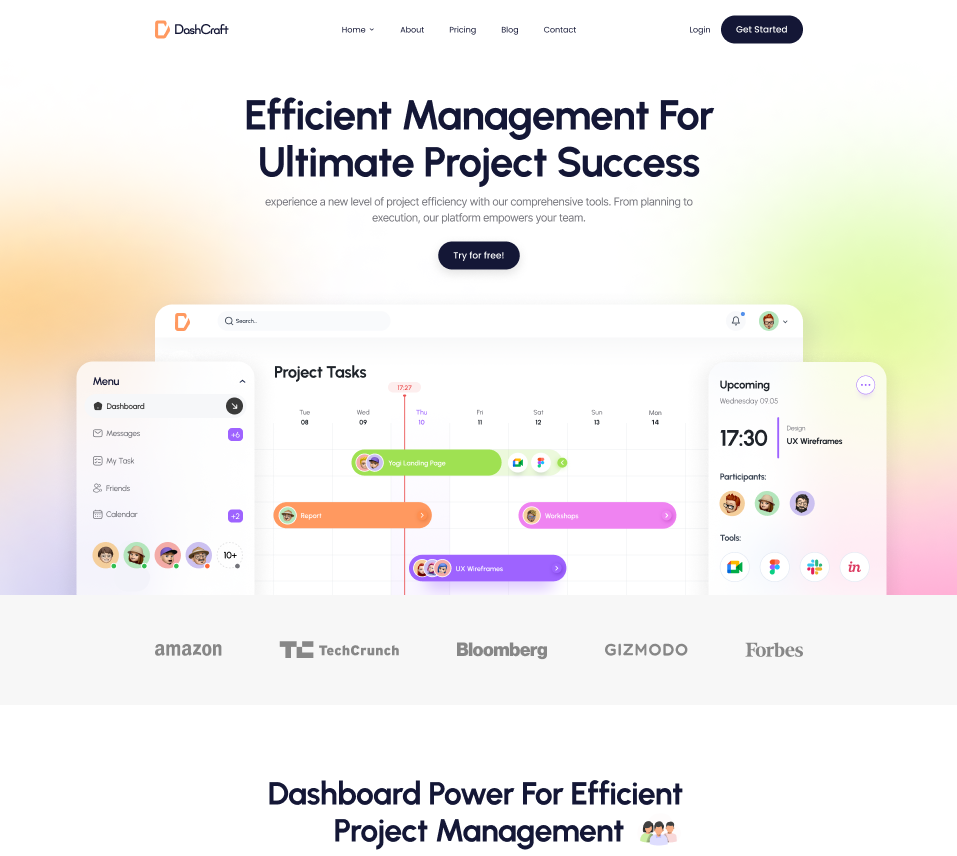 DashCraft
Home
About
Pricing
Blog
Contact
Login
Get Started
Efficient Management For
Ultimate Project Success
experience a new level of project efficiency with our comprehensive tools. From planning to
execution, our platform empowers your team.
Try for free!
Search..
Menu
Dashboard
Messages
+6
My Task
Friends
Calendar
+2
10+
Project Tasks
17:27
Tue
Wed
Thu
Fri
Sat
Sun
Mon
08
09
10
11
12
13
14
Yogi Landing Page
Report
Workshops
UX Wireframes
Upcoming
Wednesday 09.05
17:30
Design
UX Wireframes
Participants:
Tools:
in
amazon
TC TechCrunch
Bloomberg
GIZMODO
Forbes
Dashboard Power For Efficient
Project Management